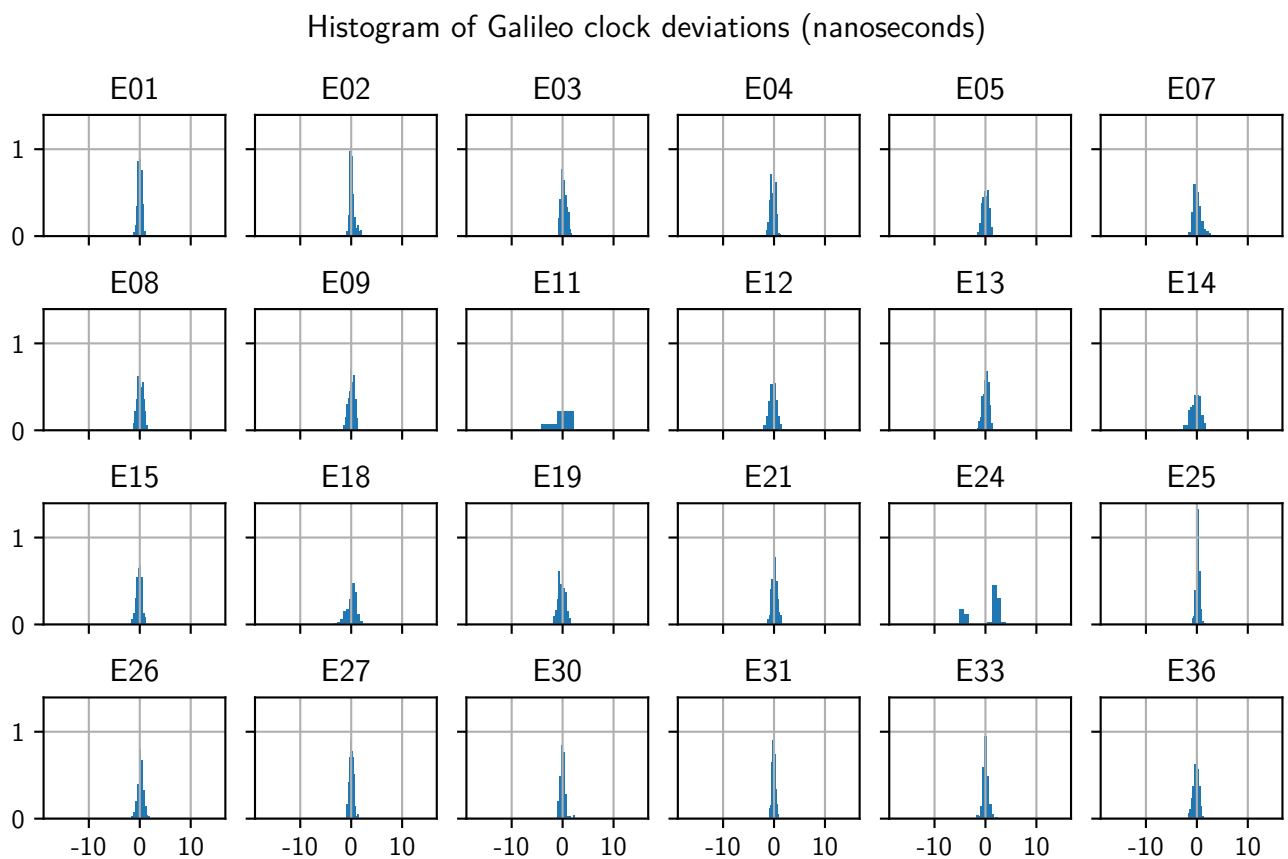 Histogram of Galileo clock deviations (nanoseconds)
E01 E02 E03 E04 E05 E07
1
0
E08 E09 E11 E12 E13 E14
1
0
E15 E18 E19 E21 E24 E25
1
0
E26 E27 E30 E31 E33 E36
1
0
-10 0 10 -10 0 10 -10 0 10 -10 0 10 -10 0 10 -10 0 10